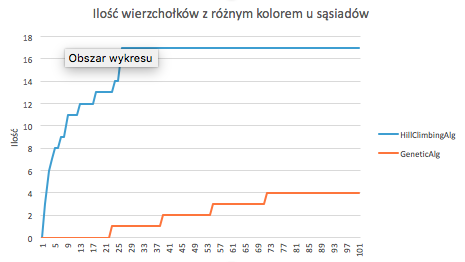 Ilość wierzchołków z różnym kolorem u sąsiadów
18
16
14
12
10
8
6
4
2
0
Ilość
Obszar wykresu
HillClimbingAlg
GeneticAlg
1 5 9 13 17 21 25 29 33 37 41 45 49 53 57 61 65 69 73 77 81 85 89 93 97 101